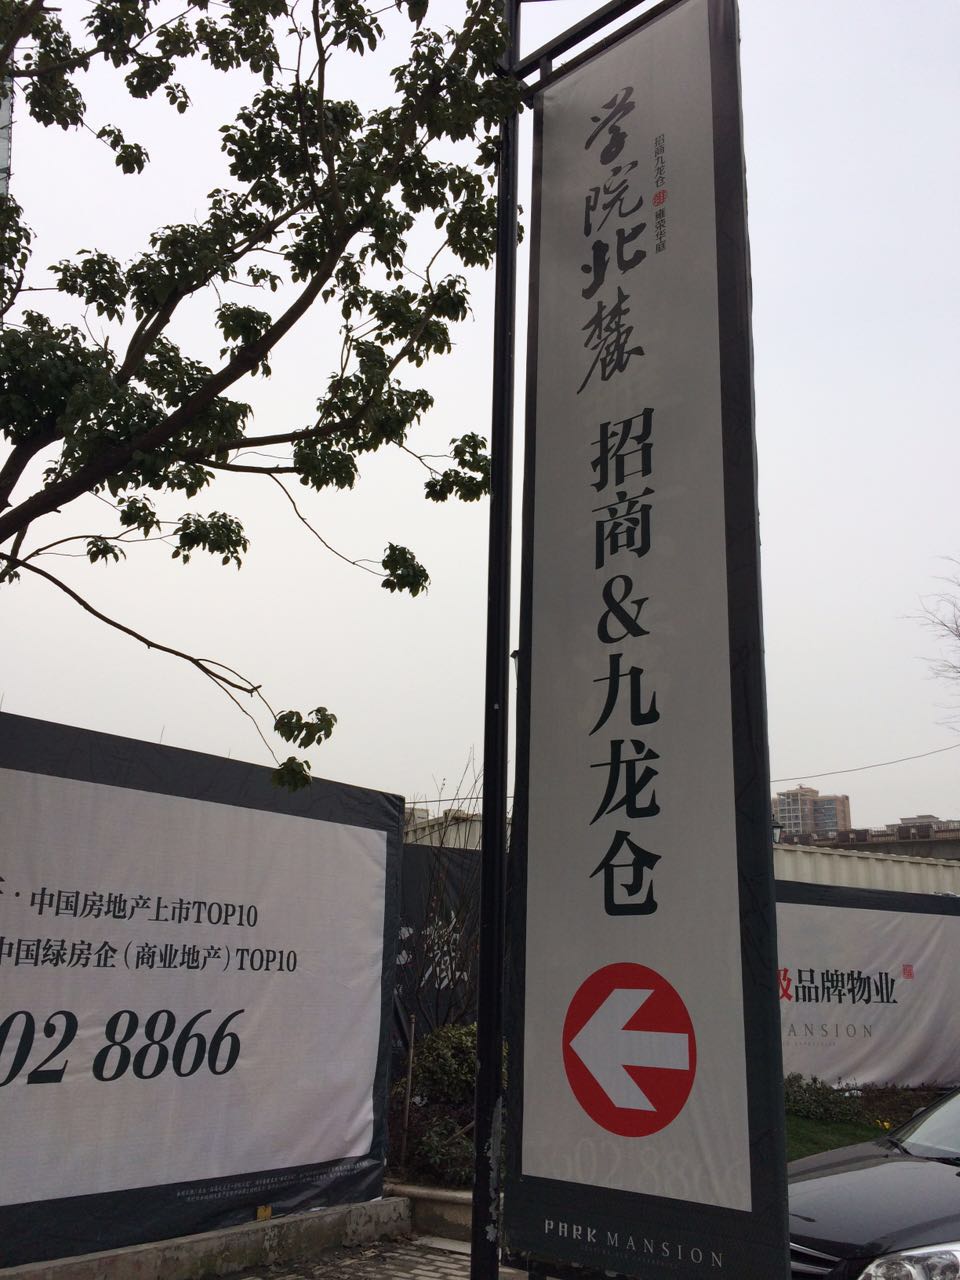 学院北麓
招商九龙仓 雍荣华庭
招商&九龙仓
PARK MANSION
·中国房地产上市TOP10
中国绿房企(商业地产)TOP10
02 8866
品牌物业
MANSION